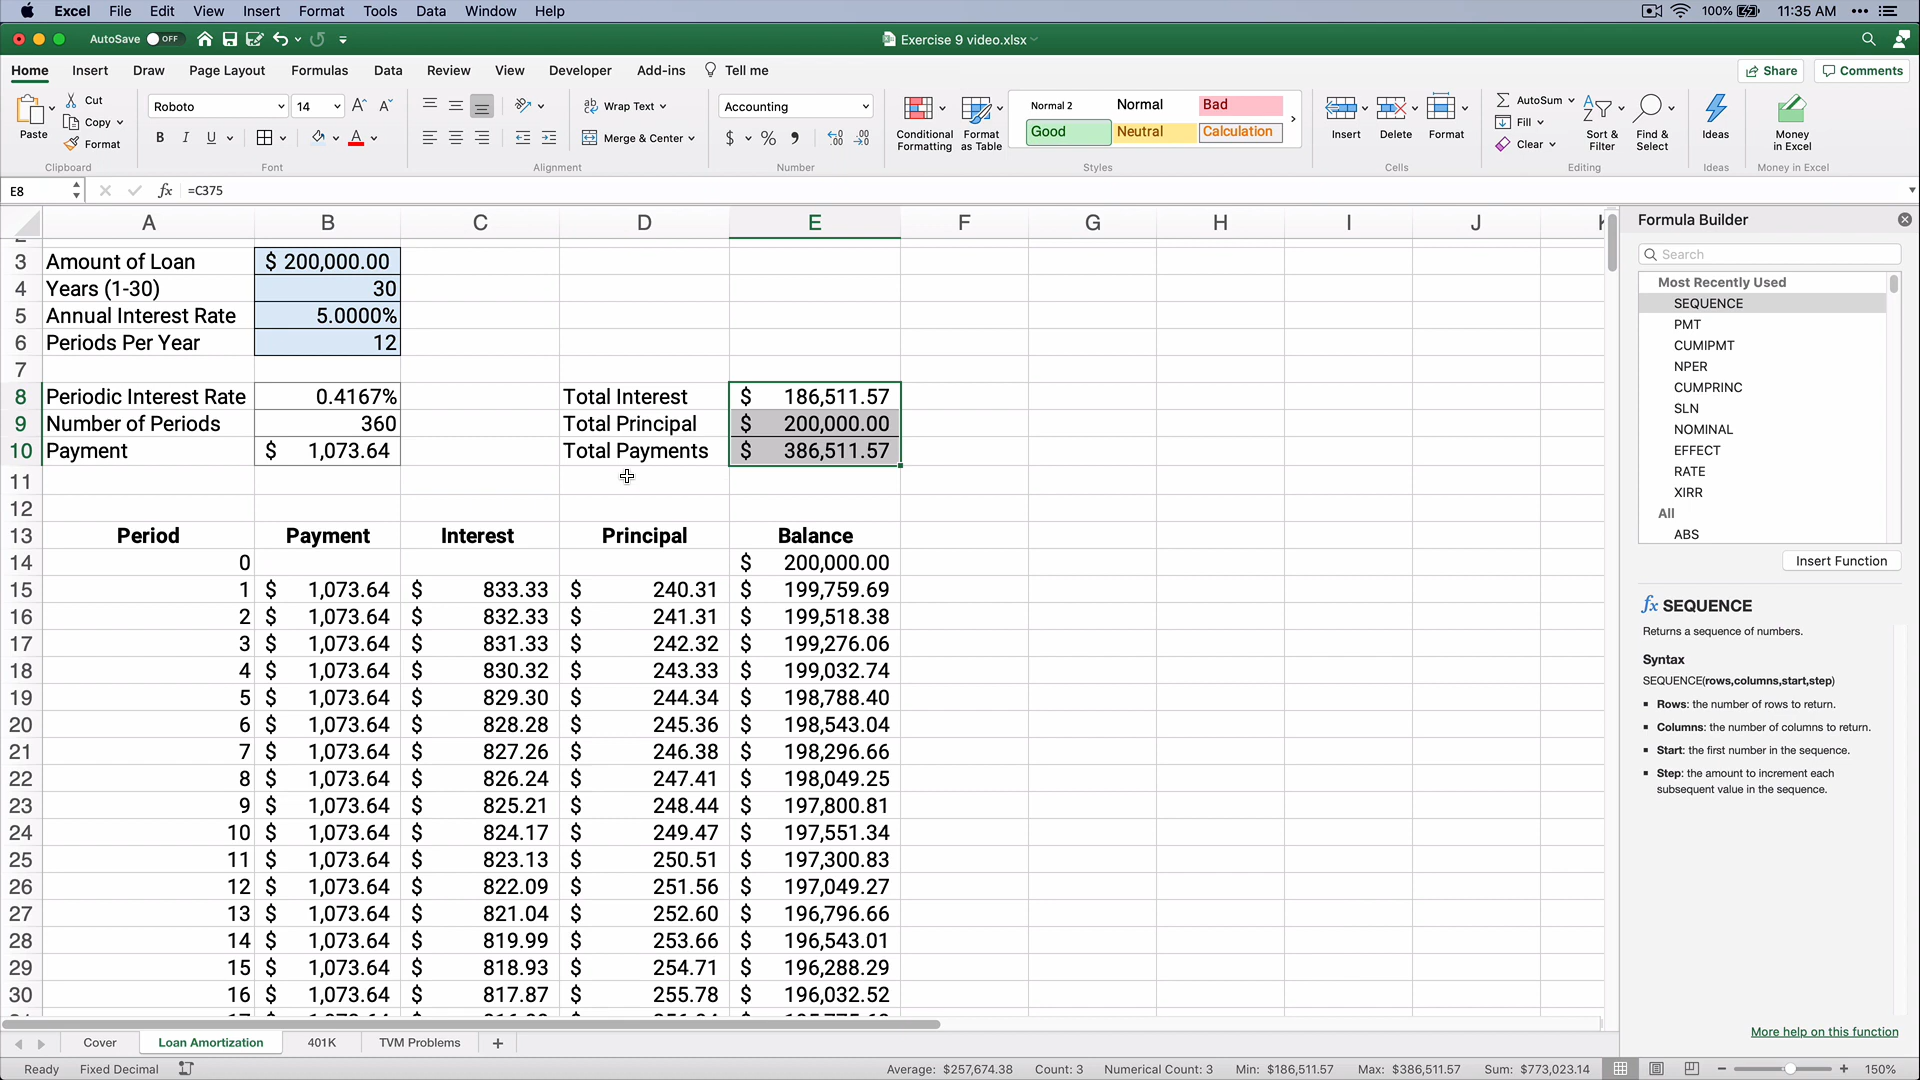 Excel File Edit View Insert Format Tools Data Window Help 100% 11:35 AM
AutoSave OFF Exercise 9 video.xlsx
Home Insert Draw Page Layout Formulas Data Review View Developer Add-ins Tell me Share Comments
Paste Cut Copy Format Roboto 14 Wrap Text Merge & Center Accounting Conditional Formatting Format as Table Normal 2 Normal Bad Good Neutral Calculation Insert Delete Format AutoSum Fill Clear Sort & Filter Find & Select Ideas Money in Excel
B I U A $ %
Clipboard Font Alignment Number Styles Cells Editing Ideas Money in Excel
E8 fx =C375
A B C D E F G H I J
3 Amount of Loan $ 200,000.00
4 Years (1-30) 30
5 Annual Interest Rate 5.0000%
6 Periods Per Year 12
7
8 Periodic Interest Rate 0.4167% Total Interest $ 186,511.57
9 Number of Periods 360 Total Principal $ 200,000.00
10 Payment $ 1,073.64 Total Payments $ 386,511.57
11
12
13 Period Payment Interest Principal Balance
14 0 $ 200,000.00
15 1 $ 1,073.64 $ 833.33 $ 240.31 $ 199,759.69
16 2 $ 1,073.64 $ 832.33 $ 241.31 $ 199,518.38
17 3 $ 1,073.64 $ 831.33 $ 242.32 $ 199,276.06
18 4 $ 1,073.64 $ 830.32 $ 243.33 $ 199,032.74
19 5 $ 1,073.64 $ 829.30 $ 244.34 $ 198,788.40
20 6 $ 1,073.64 $ 828.28 $ 245.36 $ 198,543.04
21 7 $ 1,073.64 $ 827.26 $ 246.38 $ 198,296.66
22 8 $ 1,073.64 $ 826.24 $ 247.41 $ 198,049.25
23 9 $ 1,073.64 $ 825.21 $ 248.44 $ 197,800.81
24 10 $ 1,073.64 $ 824.17 $ 249.47 $ 197,551.34
25 11 $ 1,073.64 $ 823.13 $ 250.51 $ 197,300.83
26 12 $ 1,073.64 $ 822.09 $ 251.56 $ 197,049.27
27 13 $ 1,073.64 $ 821.04 $ 252.60 $ 196,796.66
28 14 $ 1,073.64 $ 819.99 $ 253.66 $ 196,543.01
29 15 $ 1,073.64 $ 818.93 $ 254.71 $ 196,288.29
30 16 $ 1,073.64 $ 817.87 $ 255.78 $ 196,032.52
Formula Builder
Search
Most Recently Used
SEQUENCE
PMT
CUMIPMT
NPER
CUMPRINC
SLN
NOMINAL
EFFECT
RATE
XIRR
All
ABS
Insert Function
fx SEQUENCE
Returns a sequence of numbers.
Syntax
SEQUENCE(rows,columns,start,step)
Rows: the number of rows to return.
Columns: the number of columns to return.
Start: the first number in the sequence.
Step: the amount to increment each
subsequent value in the sequence.
More help on this function
Cover Loan Amortization 401K TVM Problems +
Ready Fixed Decimal Average: $257,674.38 Count: 3 Numerical Count: 3 Min: $186,511.57 Max: $386,511.57 Sum: $773,023.14 150%